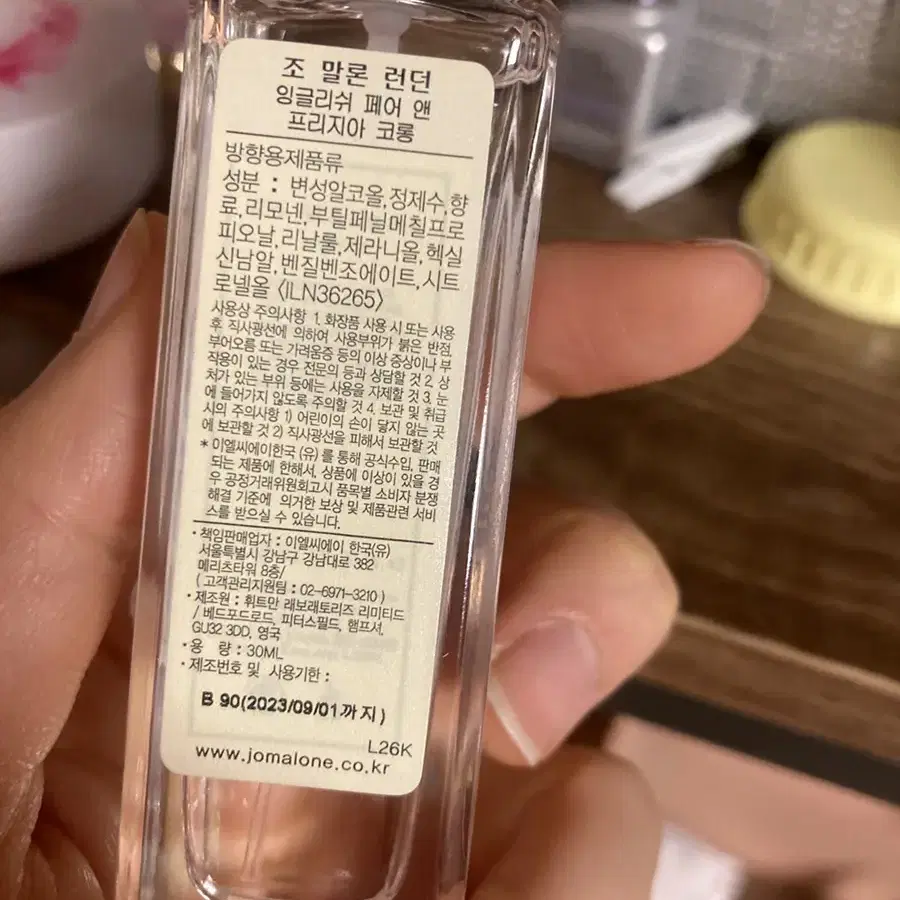 조 말론 런던
잉글리쉬 페어 앤
프리지아 코롱
방향용제품류
성분 : 변성알코올,정제수,향
료,리모넨,부틸페닐메칠프로
피오날,리날룰,제라니올,헥실
신남알,벤질벤조에이트,시트
로넬올 〈ILN36265〉
사용상 주의사항 1. 화장품 사용 시 또는 사용
후 직사광선에 의하여 사용부위가 붉은 반점,
부어오름 또는 가려움증 등의 이상 증상이나 부
작용이 있는 경우 전문의 등과 상담할 것 2. 상
처가 있는 부위 등에는 사용을 자제할 것 3. 눈
에 들어가지 않도록 주의할 것 4. 보관 및 취급
시의 주의사항 1) 어린이의 손이 닿지 않는 곳
에 보관할 것 2) 직사광선을 피해서 보관할 것
* 이엘씨에이한국 (유) 를 통해 공식수입, 판매
되는 제품에 한해서, 상품에 이상이 있을 경
우 공정거래위원회고시 품목별 소비자 분쟁
해결 기준에 의거한 보상 및 제품관련 서비
스를 받으실 수 있습니다.
· 책임판매업자 : 이엘씨에이 한국(유)
서울특별시 강남구 강남대로 382
메리츠타워 8층/
( 고객관리지원팀 : 02-6971-3210 )
· 제조원 : 휘트만 래보래토리즈 리미티드
/ 베드포드로드, 피터스필드, 햄프셔,
GU32 3DD, 영국
· 용 량 : 30ML
· 제조번호 및 사용기한 :
B 90(2023/09/01까지)
L26K
www.jomalone.co.kr